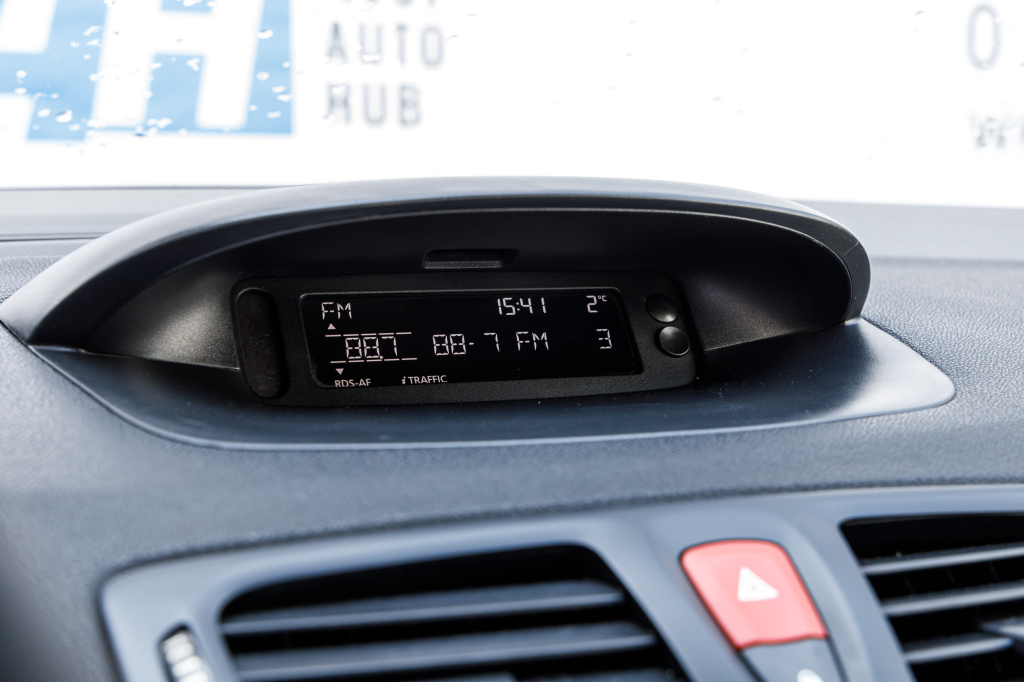 AUTO
HUB
FM 15:41 2°C
88.7 88-7 FM 3
RDS-AF i TRAFFIC